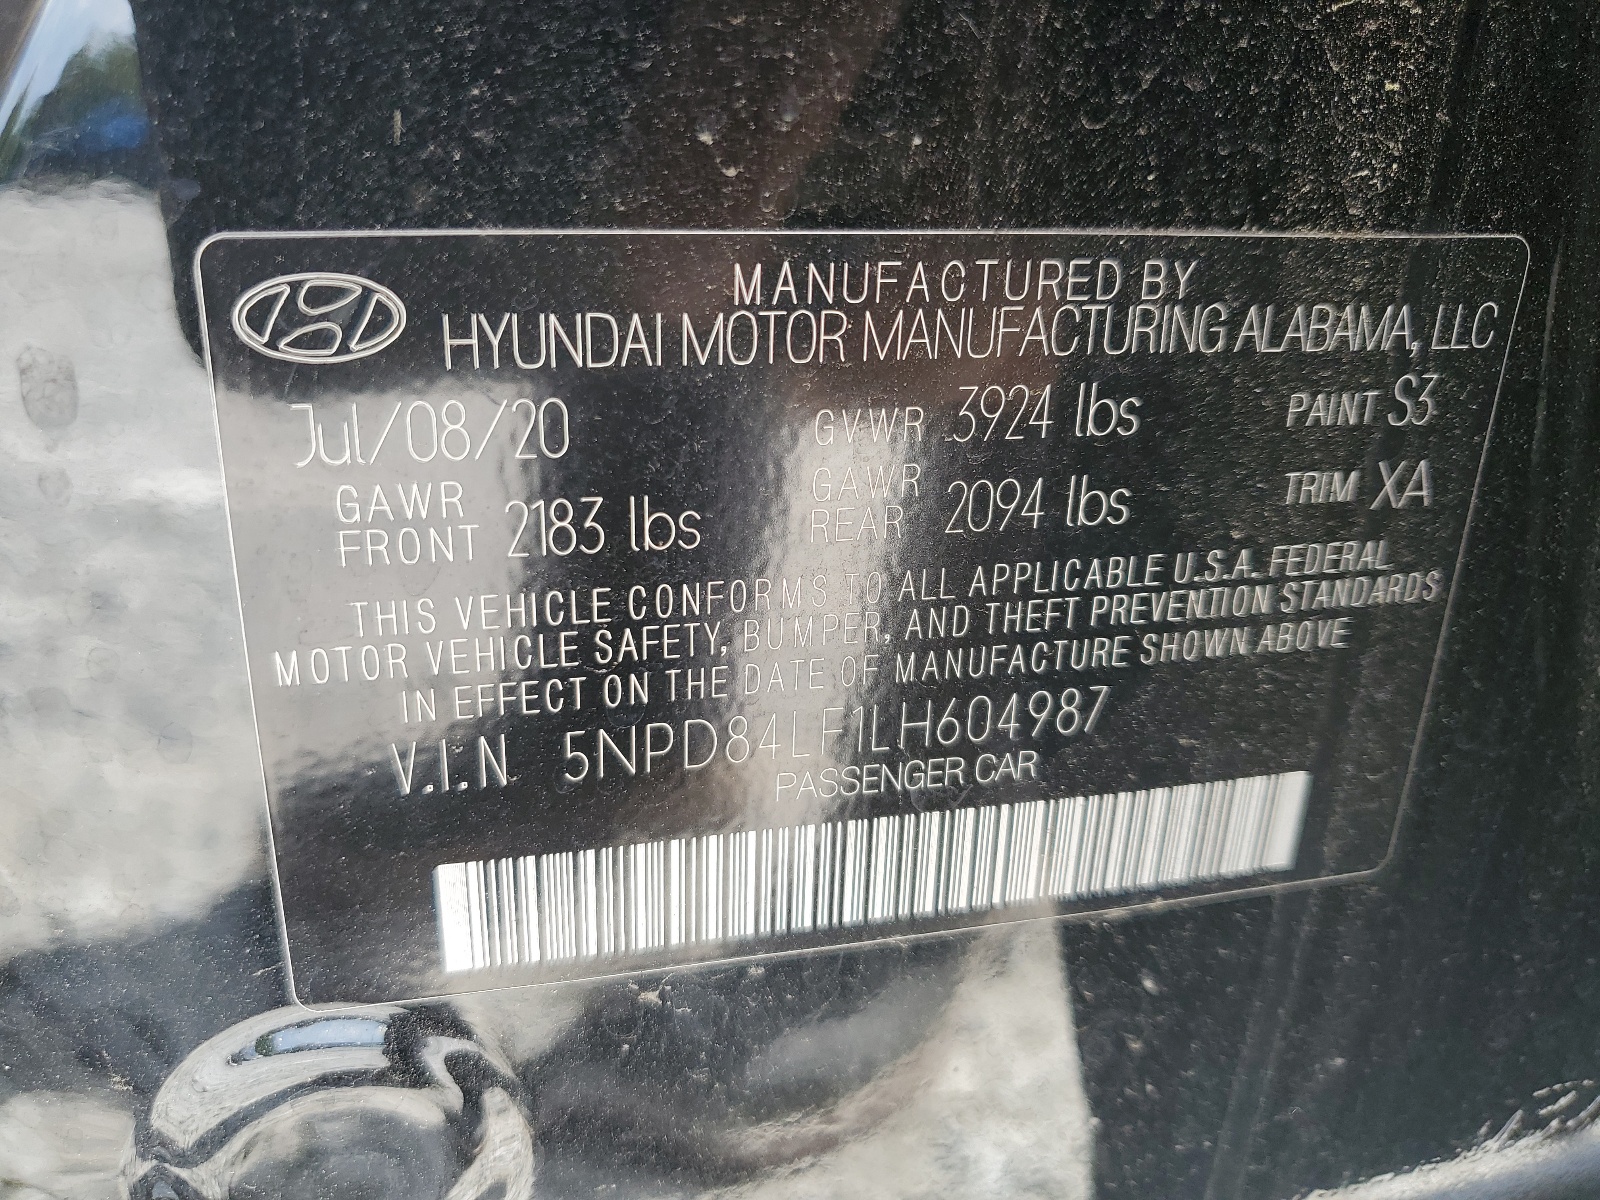 MANUFACTURED BY
HYUNDAI MOTOR MANUFACTURING ALABAMA, LLC
Jul/08/20 GVWR 3924 lbs PAINT S3
GAWR FRONT 2183 lbs GAWR REAR 2094 lbs TRIM XA
THIS VEHICLE CONFORMS TO ALL APPLICABLE U.S.A. FEDERAL
MOTOR VEHICLE SAFETY, BUMPER, AND THEFT PREVENTION STANDARDS
IN EFFECT ON THE DATE OF MANUFACTURE SHOWN ABOVE
V.I.N 5NPD84LF1LH604987
PASSENGER CAR